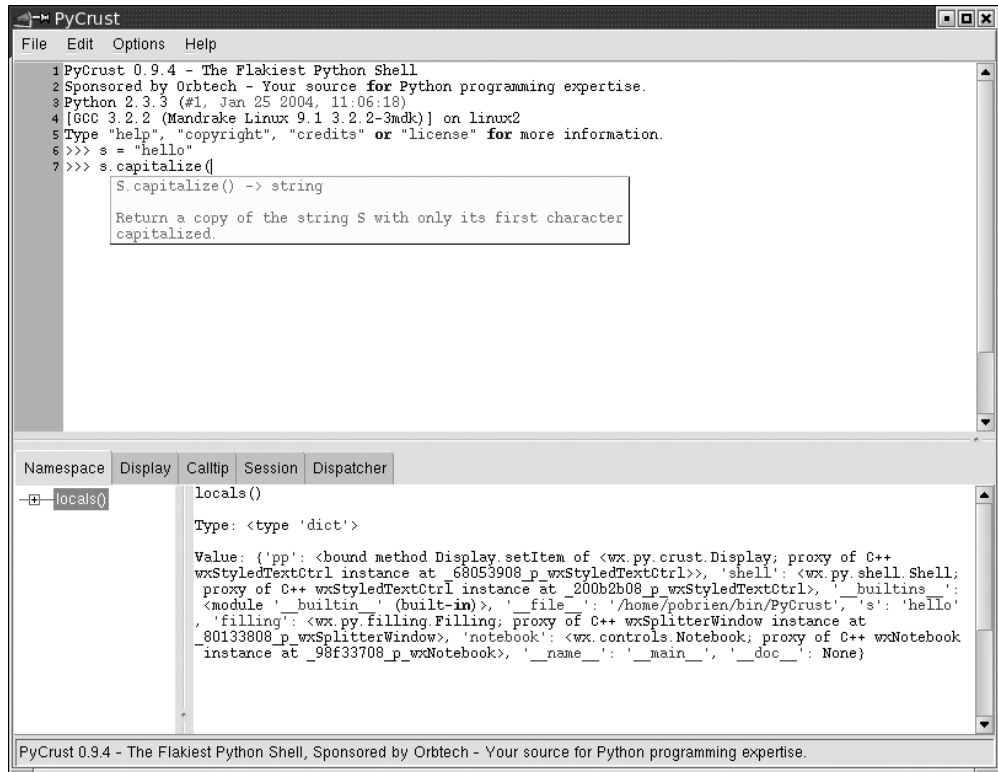 PyCrust
File Edit Options Help
1 PyCrust 0.9.4 - The Flakiest Python Shell
2 Sponsored by Orbtech - Your source for Python programming expertise.
3 Python 2.3.3 (#1, Jan 25 2004, 11:06:18)
4 [GCC 3.2.2 (Mandrake Linux 9.1 3.2.2-3mdk)] on linux2
5 Type "help", "copyright", "credits" or "license" for more information.
6 >>> s = "hello"
7 >>> s.capitalize(
S.capitalize() -> string
Return a copy of the string S with only its first character
capitalized.
Namespace Display Calltip Session Dispatcher
locals()
locals()
Type: <type 'dict'>
Value: {'pp': <bound method Display.setItem of <wx.py.crust.Display; proxy of C++
wxStyledTextCtrl instance at _68053908_p_wxStyledTextCtrl>>, 'shell': <wx.py.shell.Shell;
proxy of C++ wxStyledTextCtrl instance at _200b2b08_p_wxStyledTextCtrl>, '__builtins__':
<module '__builtin__' (built-in)>, '__file__': '/home/pobrien/bin/PyCrust', 's': 'hello'
, 'filling': <wx.py.filling.Filling; proxy of C++ wxSplitterWindow instance at
_80133808_p_wxSplitterWindow>, 'notebook': <wx.controls.Notebook; proxy of C++ wxNotebook
instance at _98f33708_p_wxNotebook>, '__name__': '__main__', '__doc__': None}
PyCrust 0.9.4 - The Flakiest Python Shell, Sponsored by Orbtech - Your source for Python programming expertise.